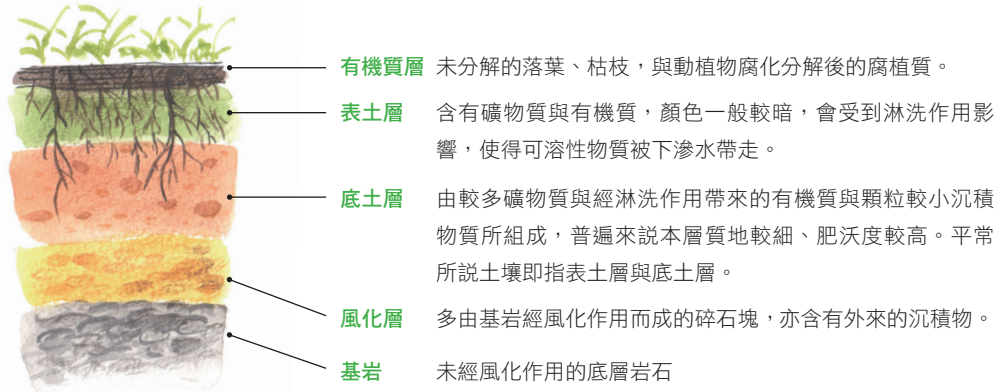 有機質層 未分解的落葉、枯枝，與動植物腐化分解後的腐植質。
表土層 含有礦物質與有機質，顏色一般較暗，會受到淋洗作用影
響，使得可溶性物質被下滲水帶走。
底土層 由較多礦物質與經淋洗作用帶來的有機質與顆粒較小沉積
物質所組成，普遍來說本層質地較細、肥沃度較高。平常
所說土壤即指表土層與底土層。
風化層 多由基岩經風化作用而成的碎石塊，亦含有外來的沉積物。
基岩 未經風化作用的底層岩石